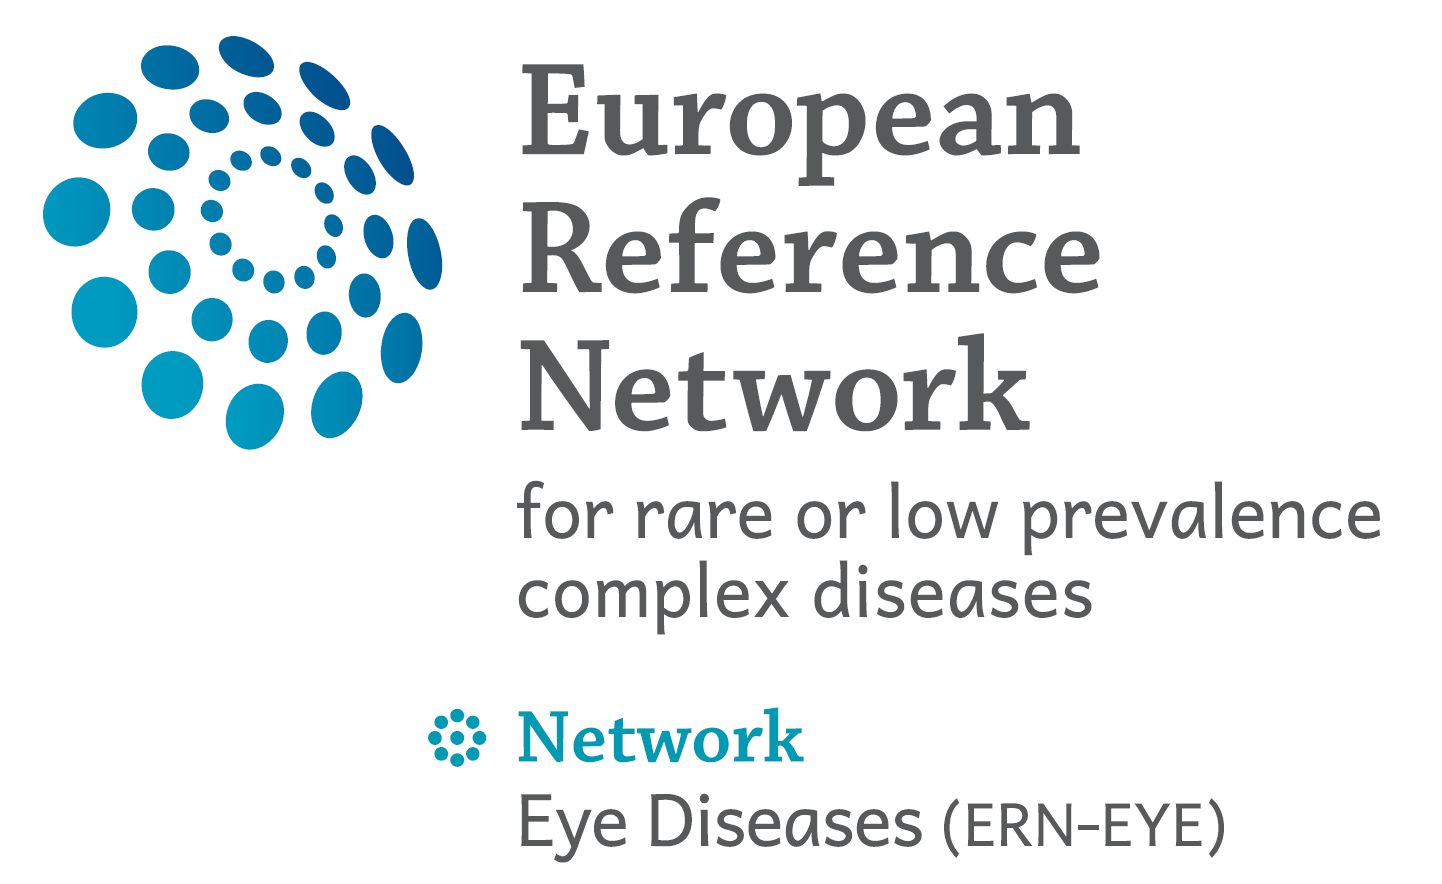 European
Reference
Network
for rare or low prevalence
complex diseases
Network
Eye Diseases (ERN-EYE)